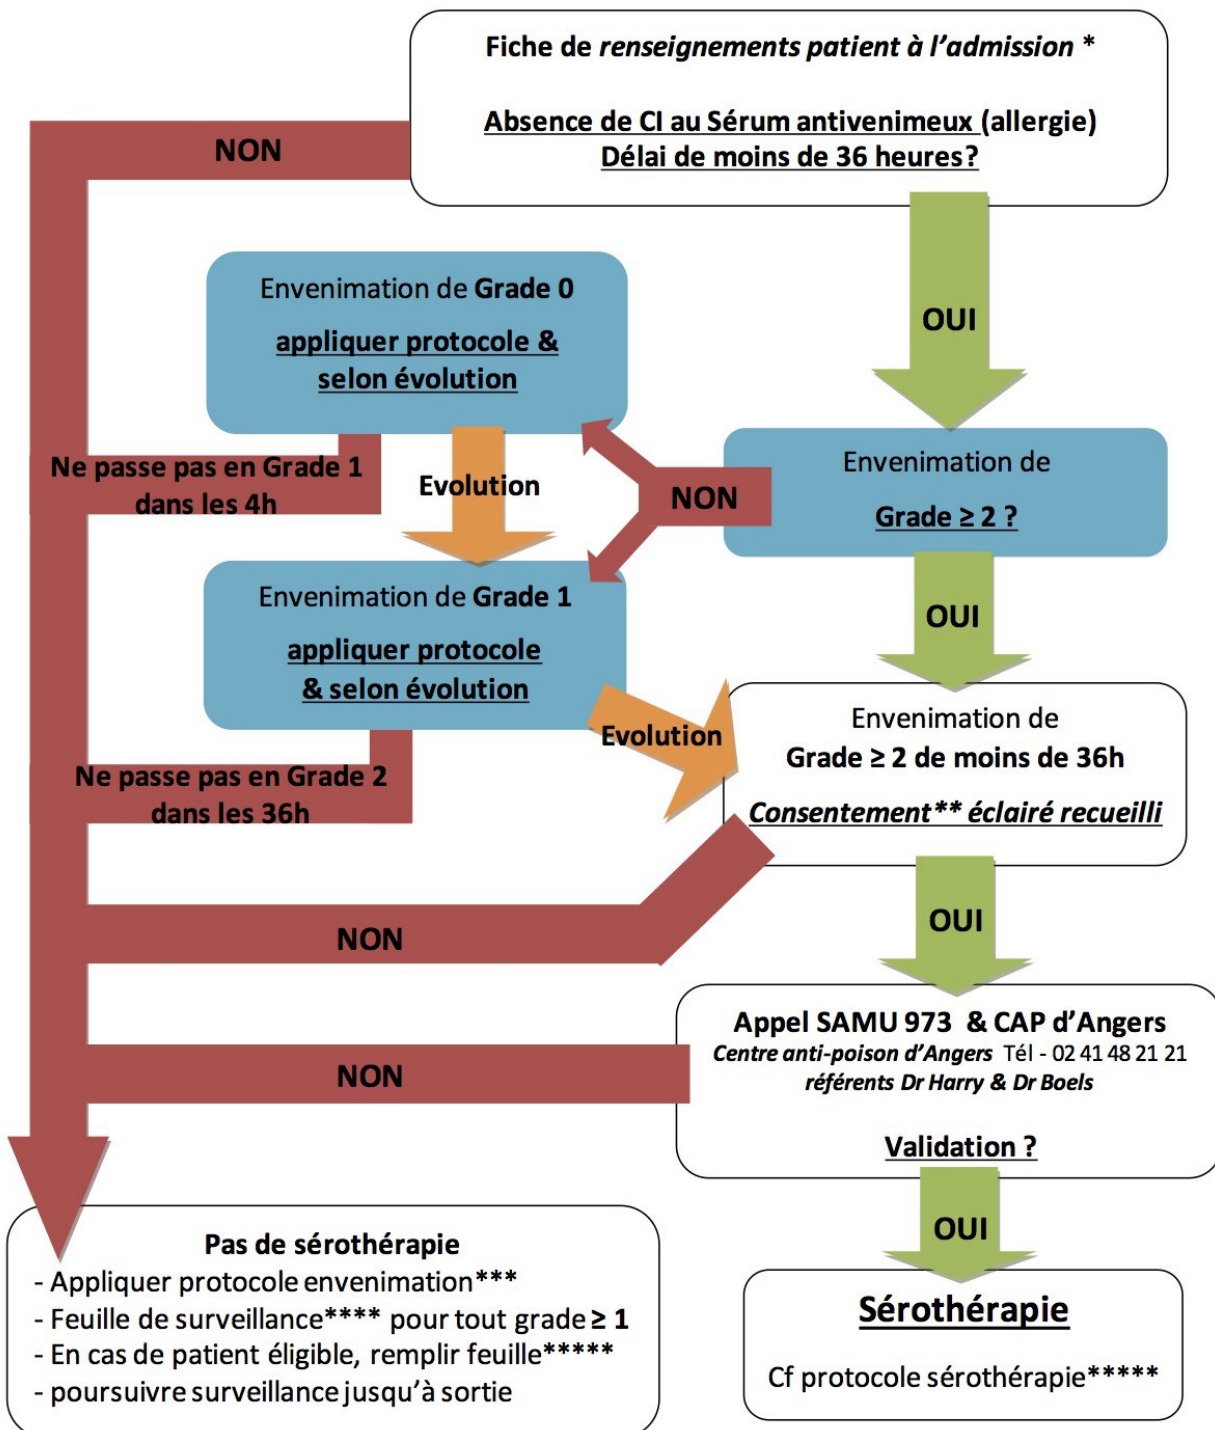 Fiche de renseignements patient à l’admission *
Absence de CI au Sérum antivenimeux (allergie)
Délai de moins de 36 heures?
NON
OUI
Envenimation de Grade 0
appliquer protocole &
selon évolution
Ne passe pas en Grade 1
dans les 4h
Evolution
NON
Envenimation de
Grade ≥ 2 ?
OUI
Envenimation de Grade 1
appliquer protocole
& selon évolution
Evolution
Ne passe pas en Grade 2
dans les 36h
Envenimation de
Grade ≥ 2 de moins de 36h
Consentement** éclairé recueilli
NON
OUI
Appel SAMU 973 & CAP d’Angers
Centre anti-poison d’Angers Tél - 02 41 48 21 21
référents Dr Harry & Dr Boels
Validation ?
NON
OUI
Pas de sérothérapie
- Appliquer protocole envenimation***
- Feuille de surveillance**** pour tout grade ≥ 1
- En cas de patient éligible, remplir feuille*****
- poursuivre surveillance jusqu’à sortie
Sérothérapie
Cf protocole sérothérapie*****